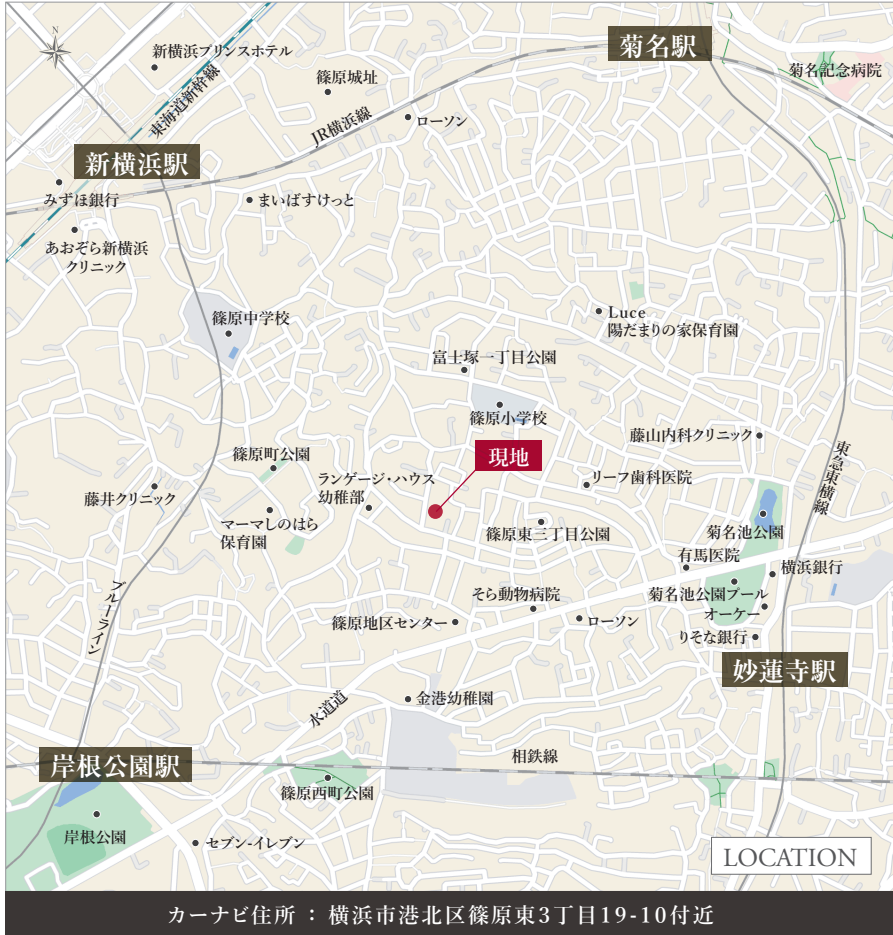 N
新横浜プリンスホテル
菊名駅
菊名記念病院
東海道新幹線
篠原城址
JR横浜線
ローソン
新横浜駅
みずほ銀行
まいばすけっと
あおぞら新横浜
クリニック
篠原中学校
Luce
陽だまりの家保育園
富士塚一丁目公園
篠原小学校
藤山内科クリニック
東急東横線
現地
篠原町公園
ランゲージ・ハウス
幼稚部
リーフ歯科医院
藤井クリニック
マーマしのはら
保育園
篠原東三丁目公園
菊名池公園
有馬医院
横浜銀行
ブルーライン
そら動物病院
菊名池公園プール
オーケー
篠原地区センター
ローソン
りそな銀行
妙蓮寺駅
水道道
金港幼稚園
岸根公園駅
相鉄線
篠原西町公園
岸根公園
セブン-イレブン
LOCATION
カーナビ住所 : 横浜市港北区篠原東3丁目19-10付近